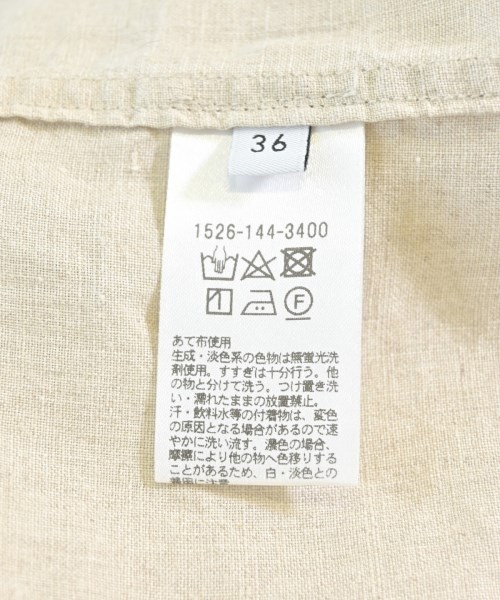 36
1526-144-3400
F
あて布使用
生成・淡色系の色物は無蛍光洗
剤使用。すすぎは十分行う。他
の物と分けて洗う。つけ置き洗
い・濡れたままの放置禁止。
汗・飲料水等の付着物は、変色
の原因となる場合があるので速
やかに洗い流す。濃色の場合、
摩擦により他の物へ色移りする
ことがあるため、白・淡色との
着用に注意